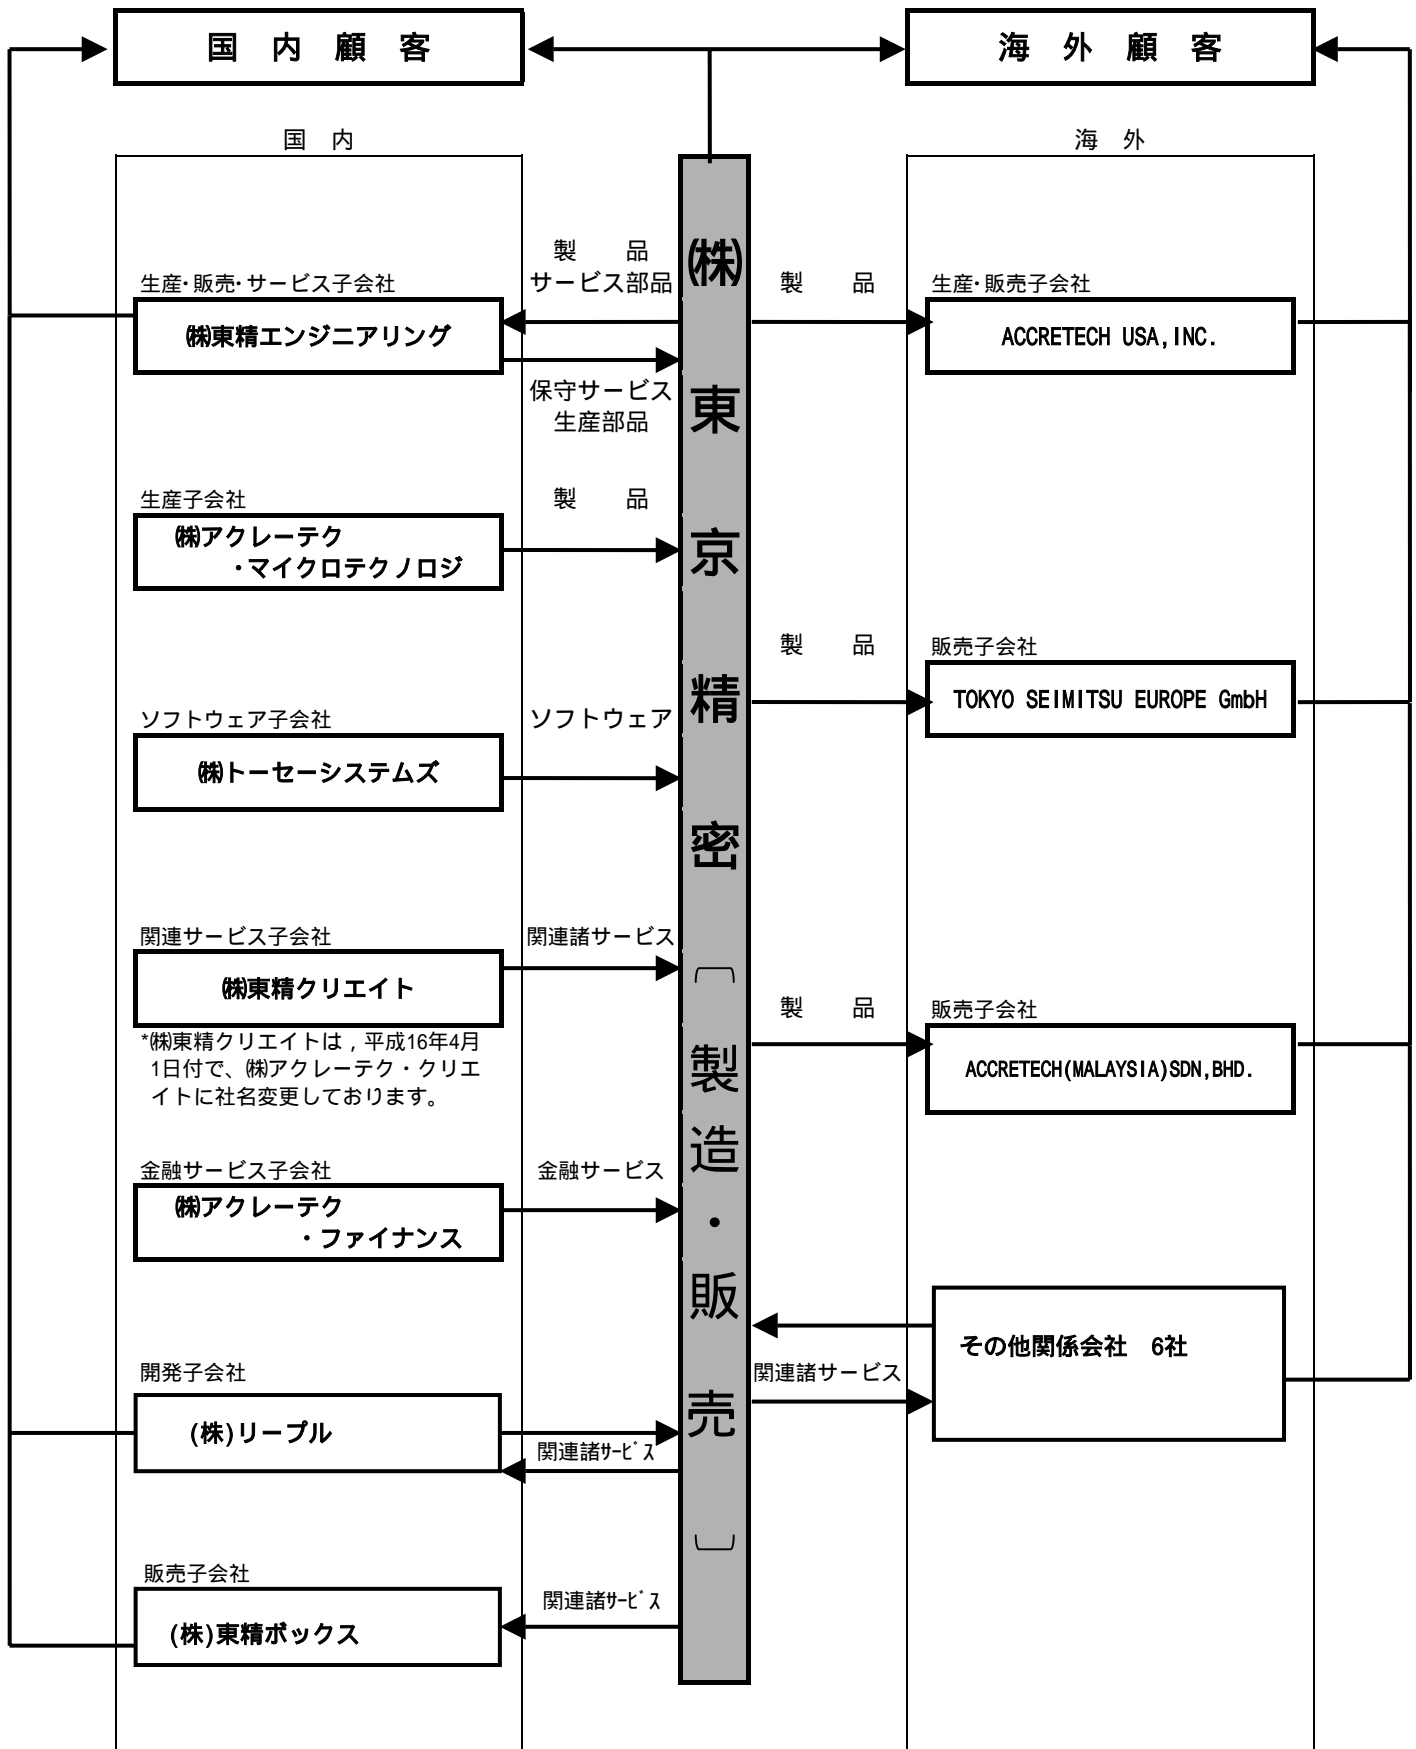 国　内　顧　客
海　外　顧　客
国　内
海　外
㈱東京精密〔製造・販売〕
生産・販売・サービス子会社
㈱東精エンジニアリング
製　　品
サービス部品
保守サービス
生産部品
生産子会社
㈱アクレーテク
・マイクロテクノロジ
製　　品
ソフトウェア子会社
㈱トーセーシステムズ
ソフトウェア
関連サービス子会社
㈱東精クリエイト
関連諸サービス
*㈱東精クリエイトは，平成16年4月
1日付で、㈱アクレーテク・クリエ
イトに社名変更しております。
金融サービス子会社
㈱アクレーテク
・ファイナンス
金融サービス
開発子会社
(株)リープル
関連諸ｻｰﾋﾞｽ
販売子会社
(株)東精ボックス
関連諸ｻｰﾋﾞｽ
製　　品
生産・販売子会社
ACCRETECH USA,INC.
製　　品
販売子会社
TOKYO SEIMITSU EUROPE GmbH
製　　品
販売子会社
ACCRETECH(MALAYSIA)SDN,BHD.
その他関係会社　6社
関連諸サービス